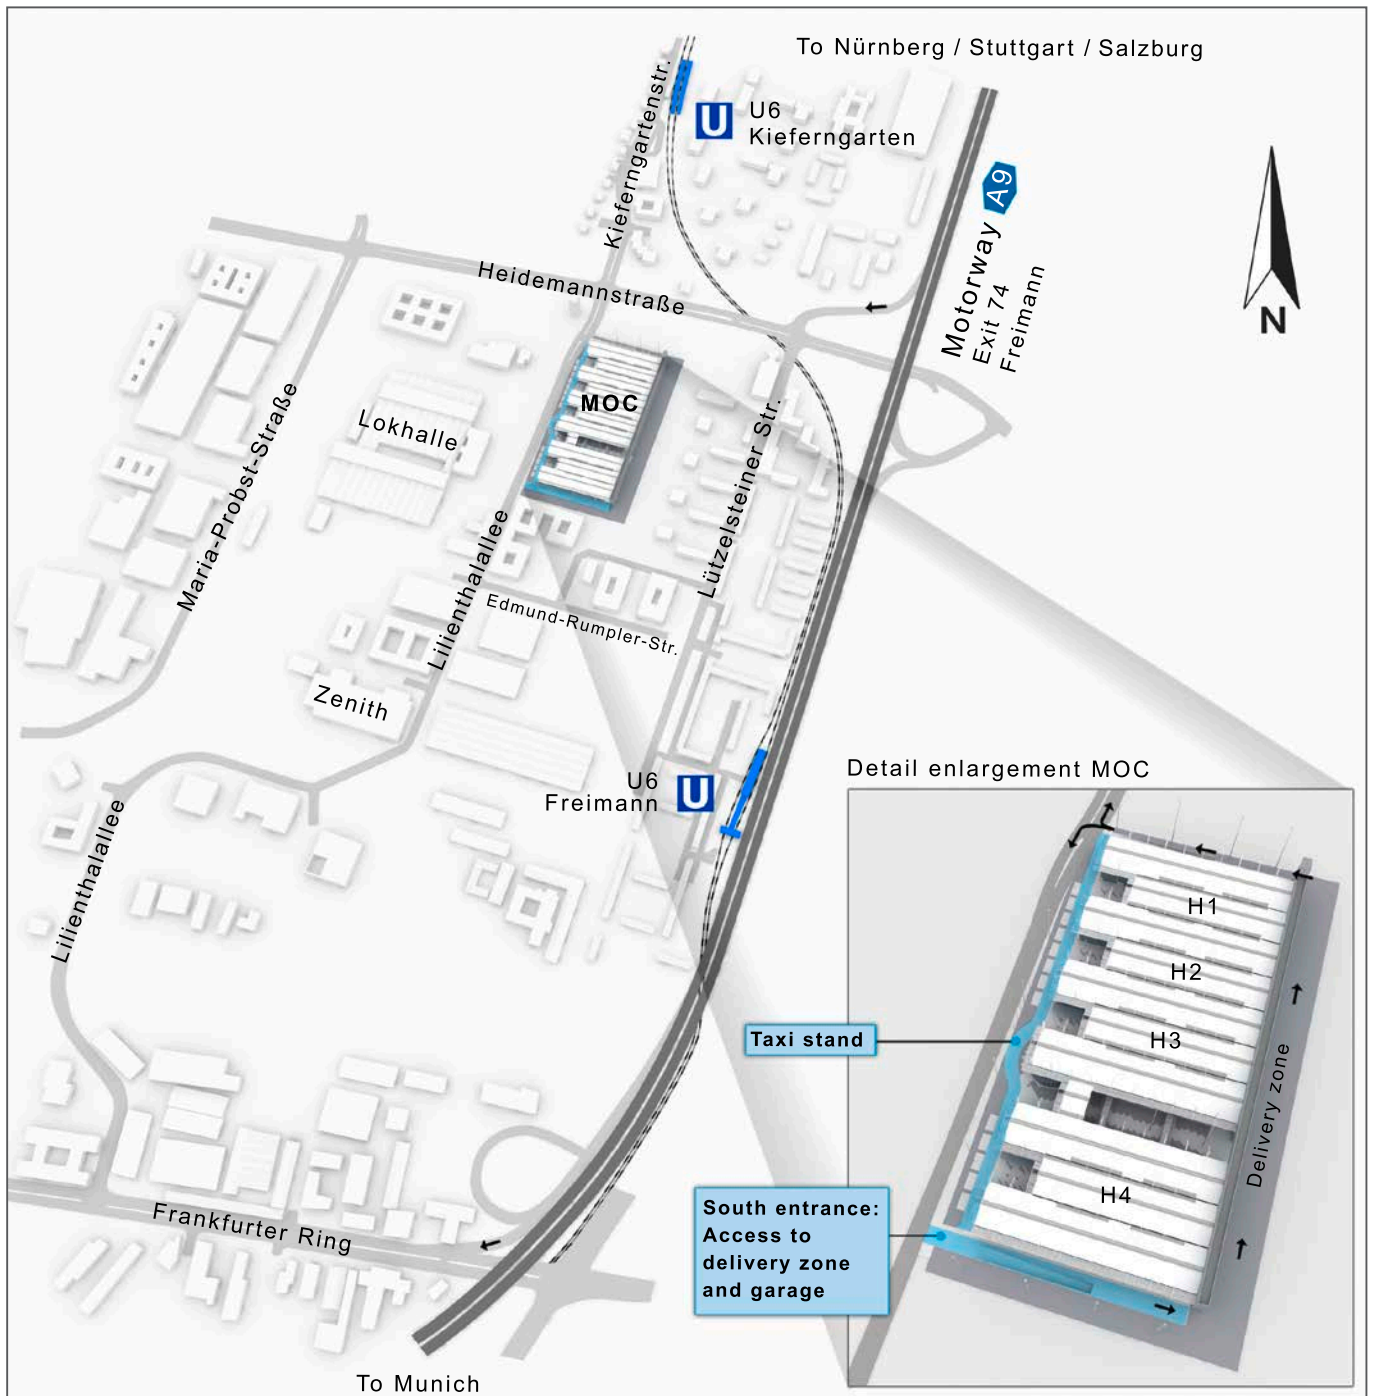 To Nürnberg / Stuttgart / Salzburg
Kieferngartenstr.
U
U6
Kieferngarten
A9
Motorway
Exit 74
Freimann
N
Heidemannstraße
MOC
Lokhalle
Maria-Probst-Straße
Lützelsteiner Str.
Lilienthalallee
Edmund-Rumpler-Str.
Zenith
U6
Freimann
U
Detail enlargement MOC
Lilienthalallee
H1
H2
H3
Taxi stand
Delivery zone
H4
South entrance:
Access to
delivery zone
and garage
Frankfurter Ring
To Munich